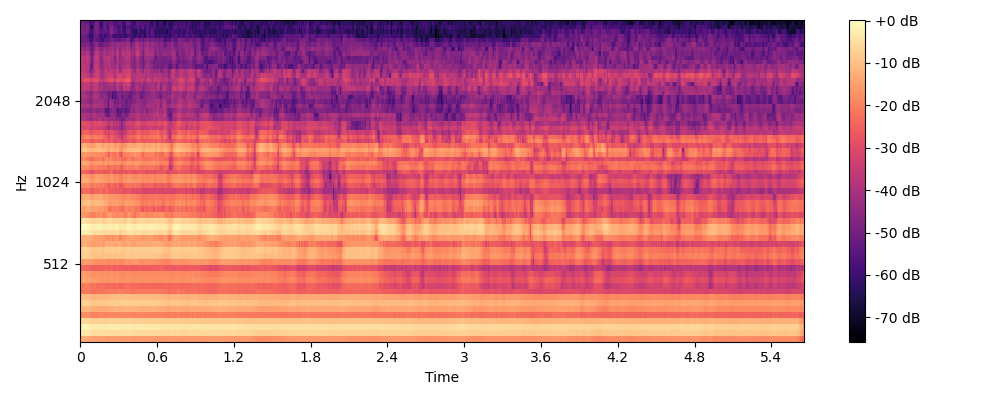 +0 dB
-10 dB
2048
-20 dB
-30 dB
Hz
1024
-40 dB
-50 dB
512
-60 dB
-70 dB
0 0.6 1.2 1.8 2.4 3 3.6 4.2 4.8 5.4
Time